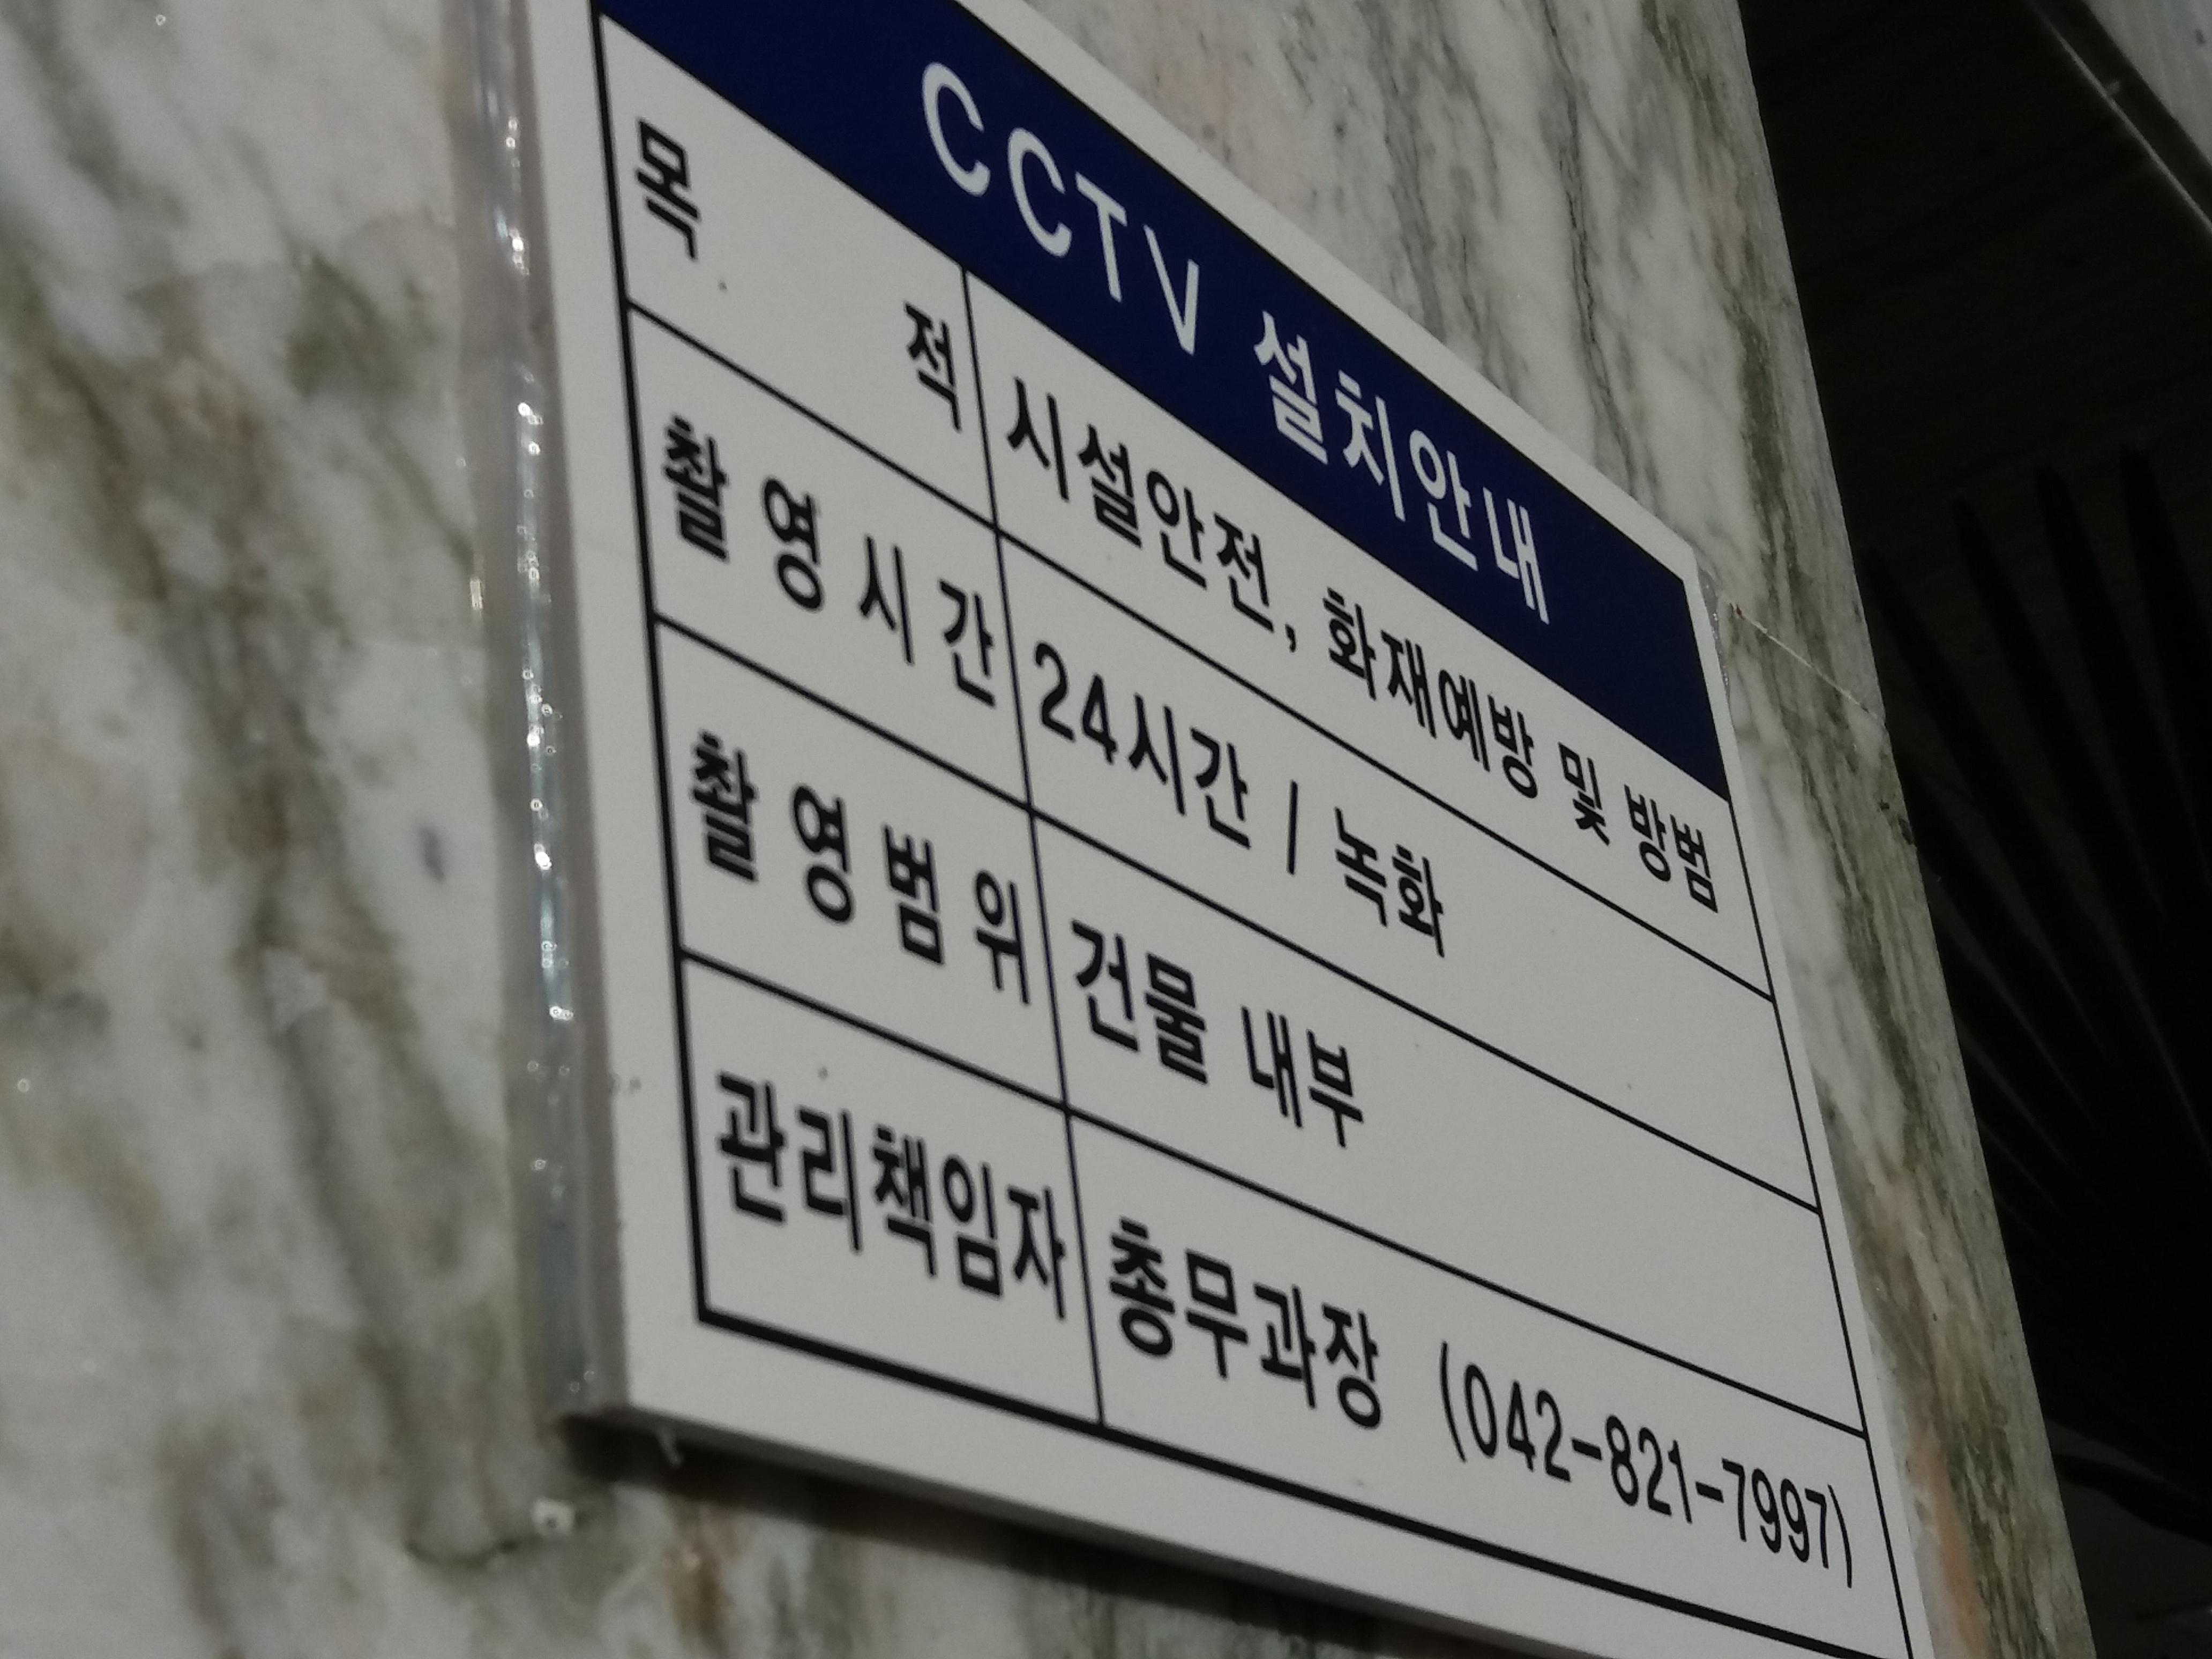 CCTV 설치안내
목 적 시설안전, 화재예방 및 방범
촬영시간 24시간 / 녹화
촬영범위 건물 내부
관리책임자 총무과장 (042-821-7997)